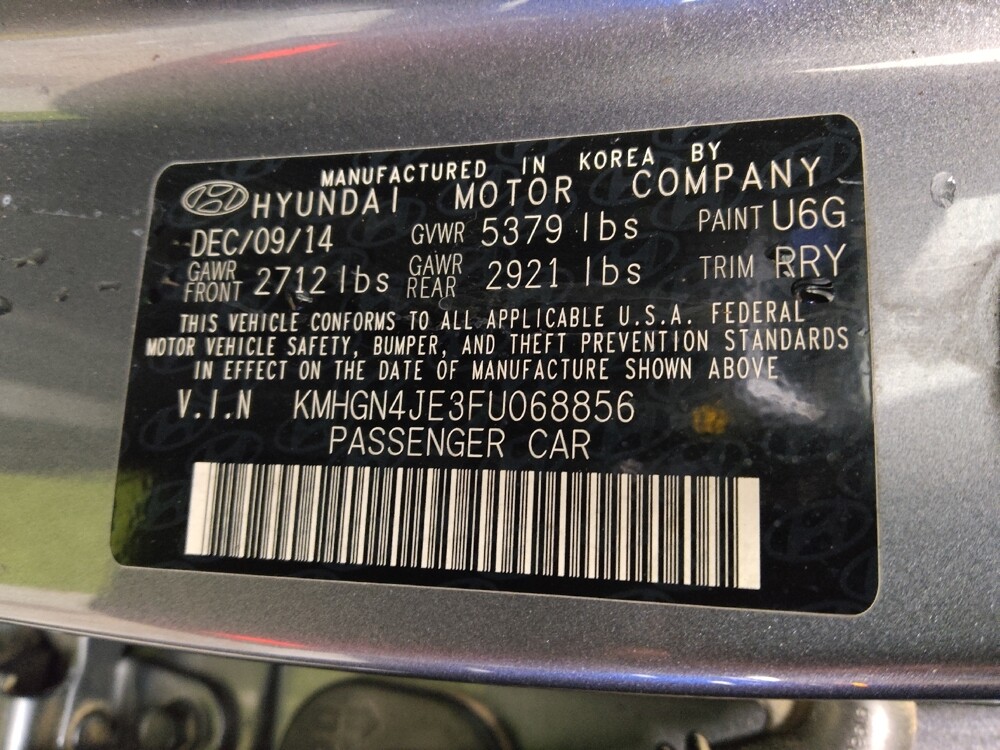 MANUFACTURED IN KOREA BY
HYUNDAI MOTOR COMPANY
DEC/09/14 GVWR 5379 lbs PAINT U6G
GAWR FRONT 2712 lbs GAWR REAR 2921 lbs TRIM RRY
THIS VEHICLE CONFORMS TO ALL APPLICABLE U.S.A. FEDERAL
MOTOR VEHICLE SAFETY, BUMPER, AND THEFT PREVENTION STANDARDS
IN EFFECT ON THE DATE OF MANUFACTURE SHOWN ABOVE
V.I.N KMHGN4JE3FU068856
PASSENGER CAR